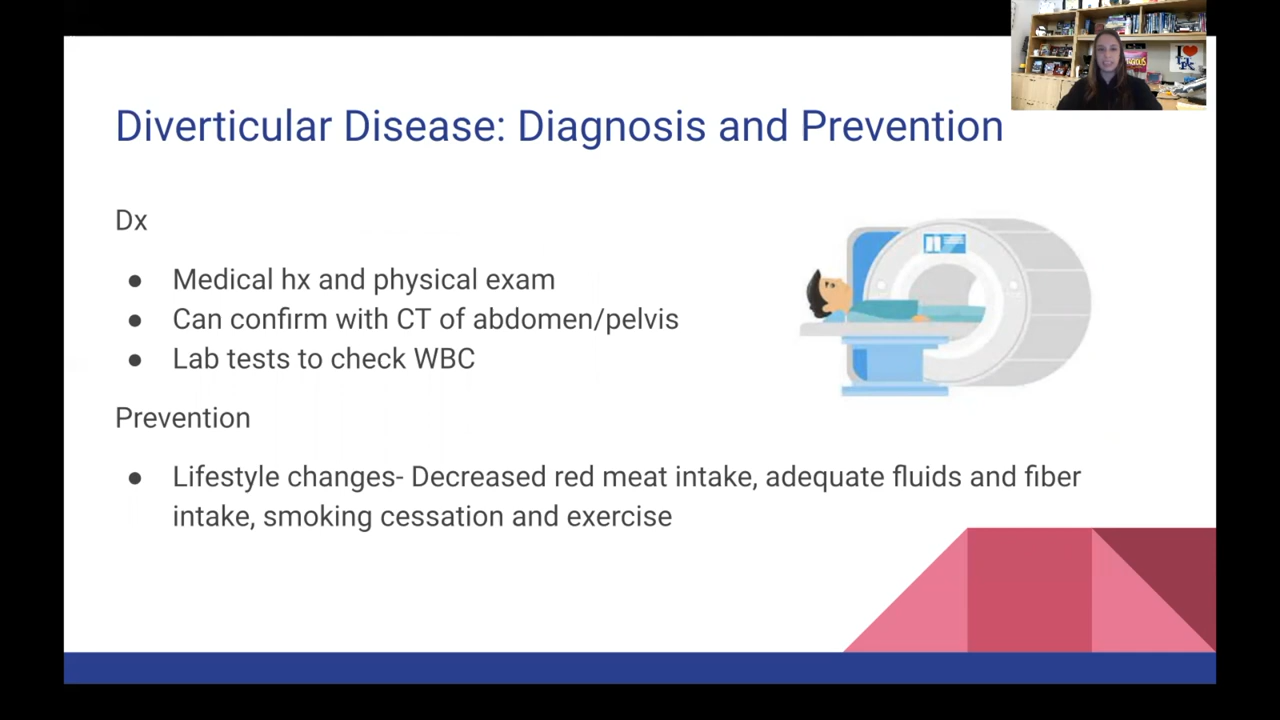 Diverticular Disease: Diagnosis and Prevention
Dx
● Medical hx and physical exam
● Can confirm with CT of abdomen/pelvis
● Lab tests to check WBC
Prevention
● Lifestyle changes- Decreased red meat intake, adequate fluids and fiber
intake, smoking cessation and exercise
I